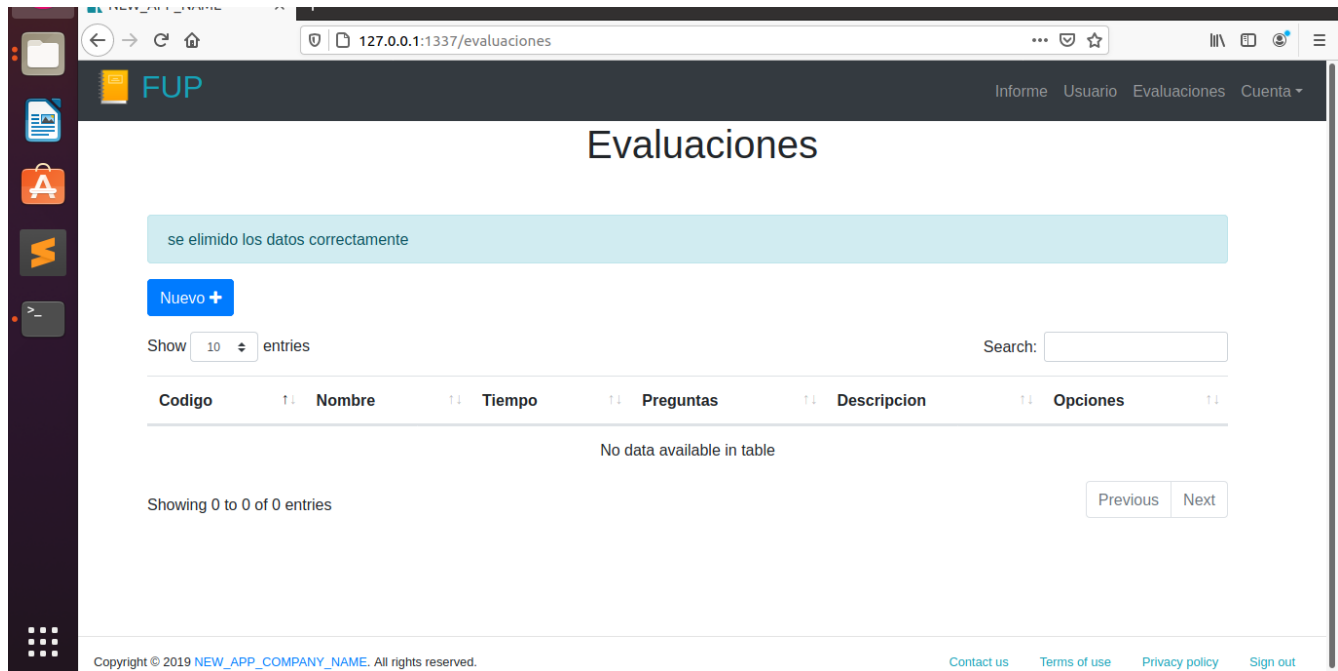 NEW_APP_NAME
127.0.0.1:1337/evaluaciones
FUP
Informe Usuario Evaluaciones Cuenta
Evaluaciones
se elimido los datos correctamente
Nuevo
Show 10 entries
Search:
Codigo Nombre Tiempo Preguntas Descripcion Opciones
No data available in table
Showing 0 to 0 of 0 entries
Previous Next
Copyright © 2019 NEW_APP_COMPANY_NAME. All rights reserved.
Contact us Terms of use Privacy policy Sign out